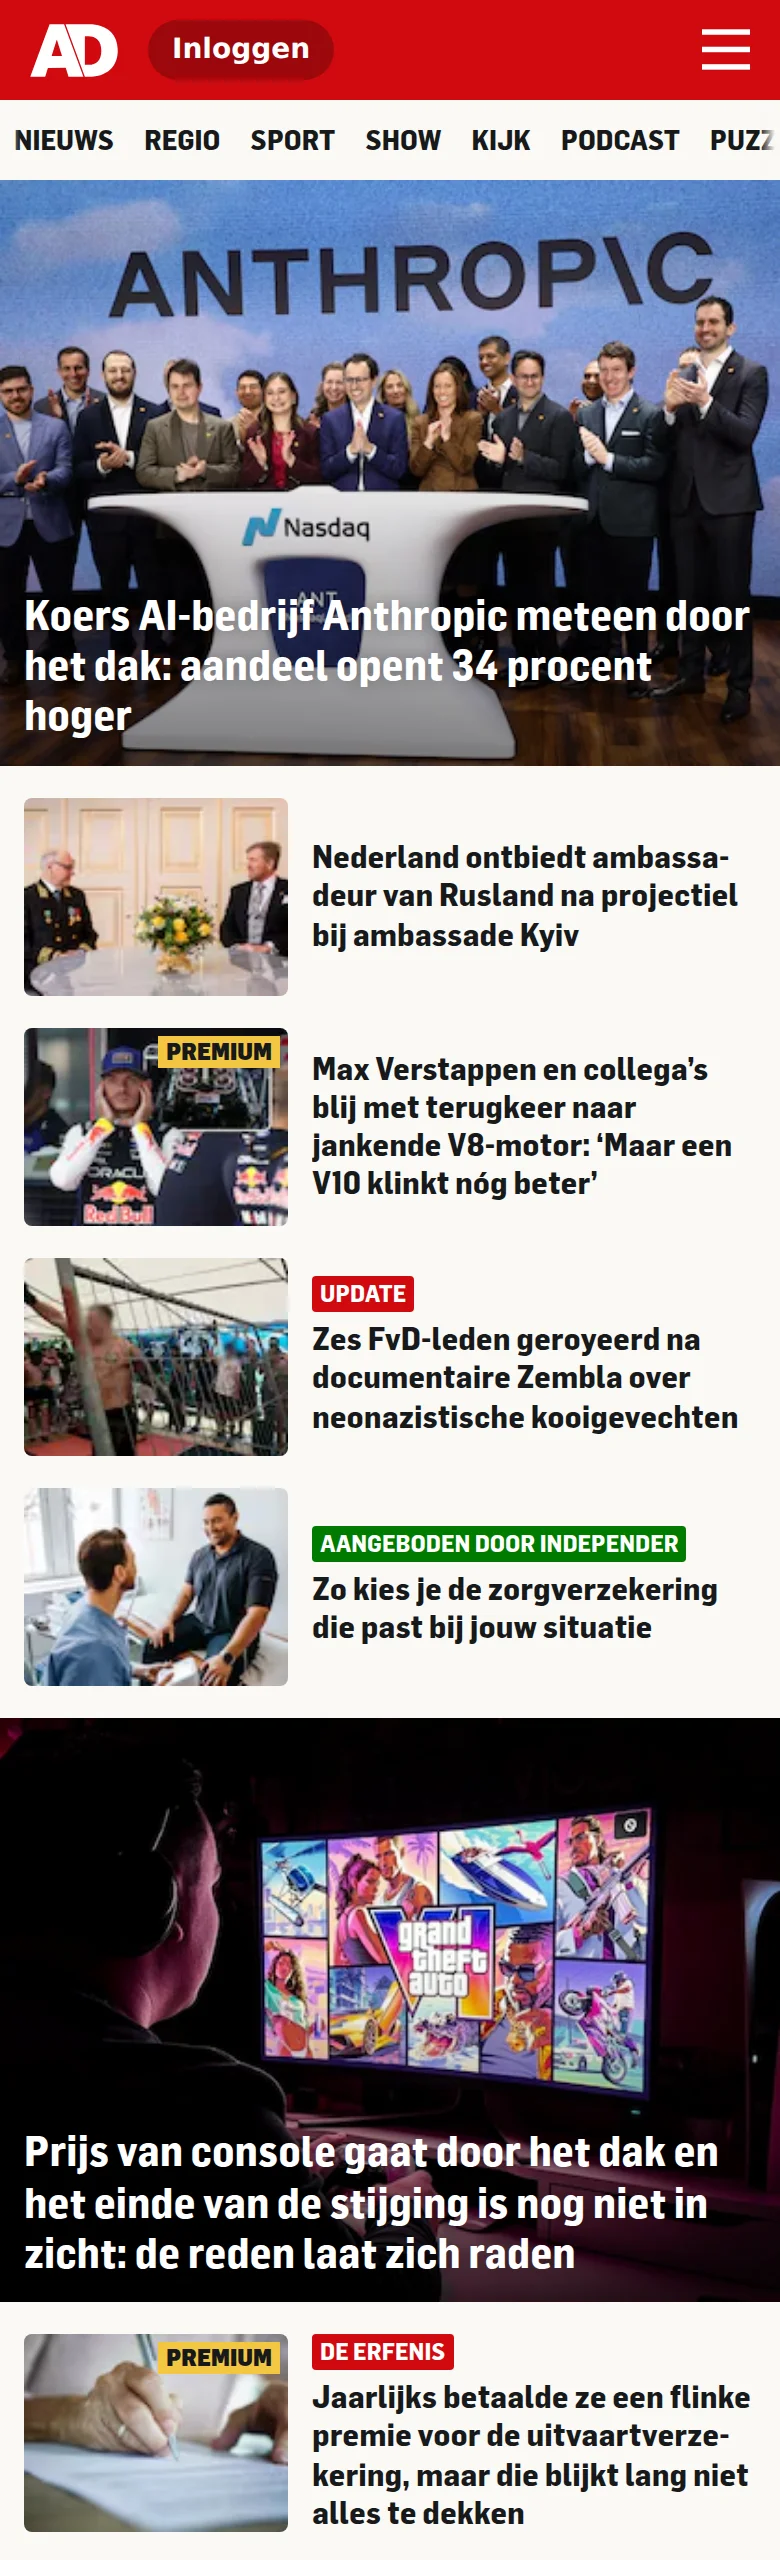 AD
Inloggen
NIEUWS REGIO SPORT SHOW KIJK PODCAST PUZZ
ANTHROP\C
Nasdaq
ANT
Koers AI-bedrijf Anthropic meteen door
het dak: aandeel opent 34 procent
hoger
Nederland ontbiedt ambassa-
deur van Rusland na projectiel
bij ambassade Kyiv
PREMIUM
ORACLE
Red Bull
Max Verstappen en collega’s
blij met terugkeer naar
jankende V8-motor: ‘Maar een
V10 klinkt nóg beter’
UPDATE
Zes FvD-leden geroyeerd na
documentaire Zembla over
neonazistische kooigevechten
AANGEBODEN DOOR INDEPENDER
Zo kies je de zorgverzekering
die past bij jouw situatie
grand
theft
auto
VI
Prijs van console gaat door het dak en
het einde van de stijging is nog niet in
zicht: de reden laat zich raden
PREMIUM
DE ERFENIS
Jaarlijks betaalde ze een flinke
premie voor de uitvaartverze-
kering, maar die blijkt lang niet
alles te dekken